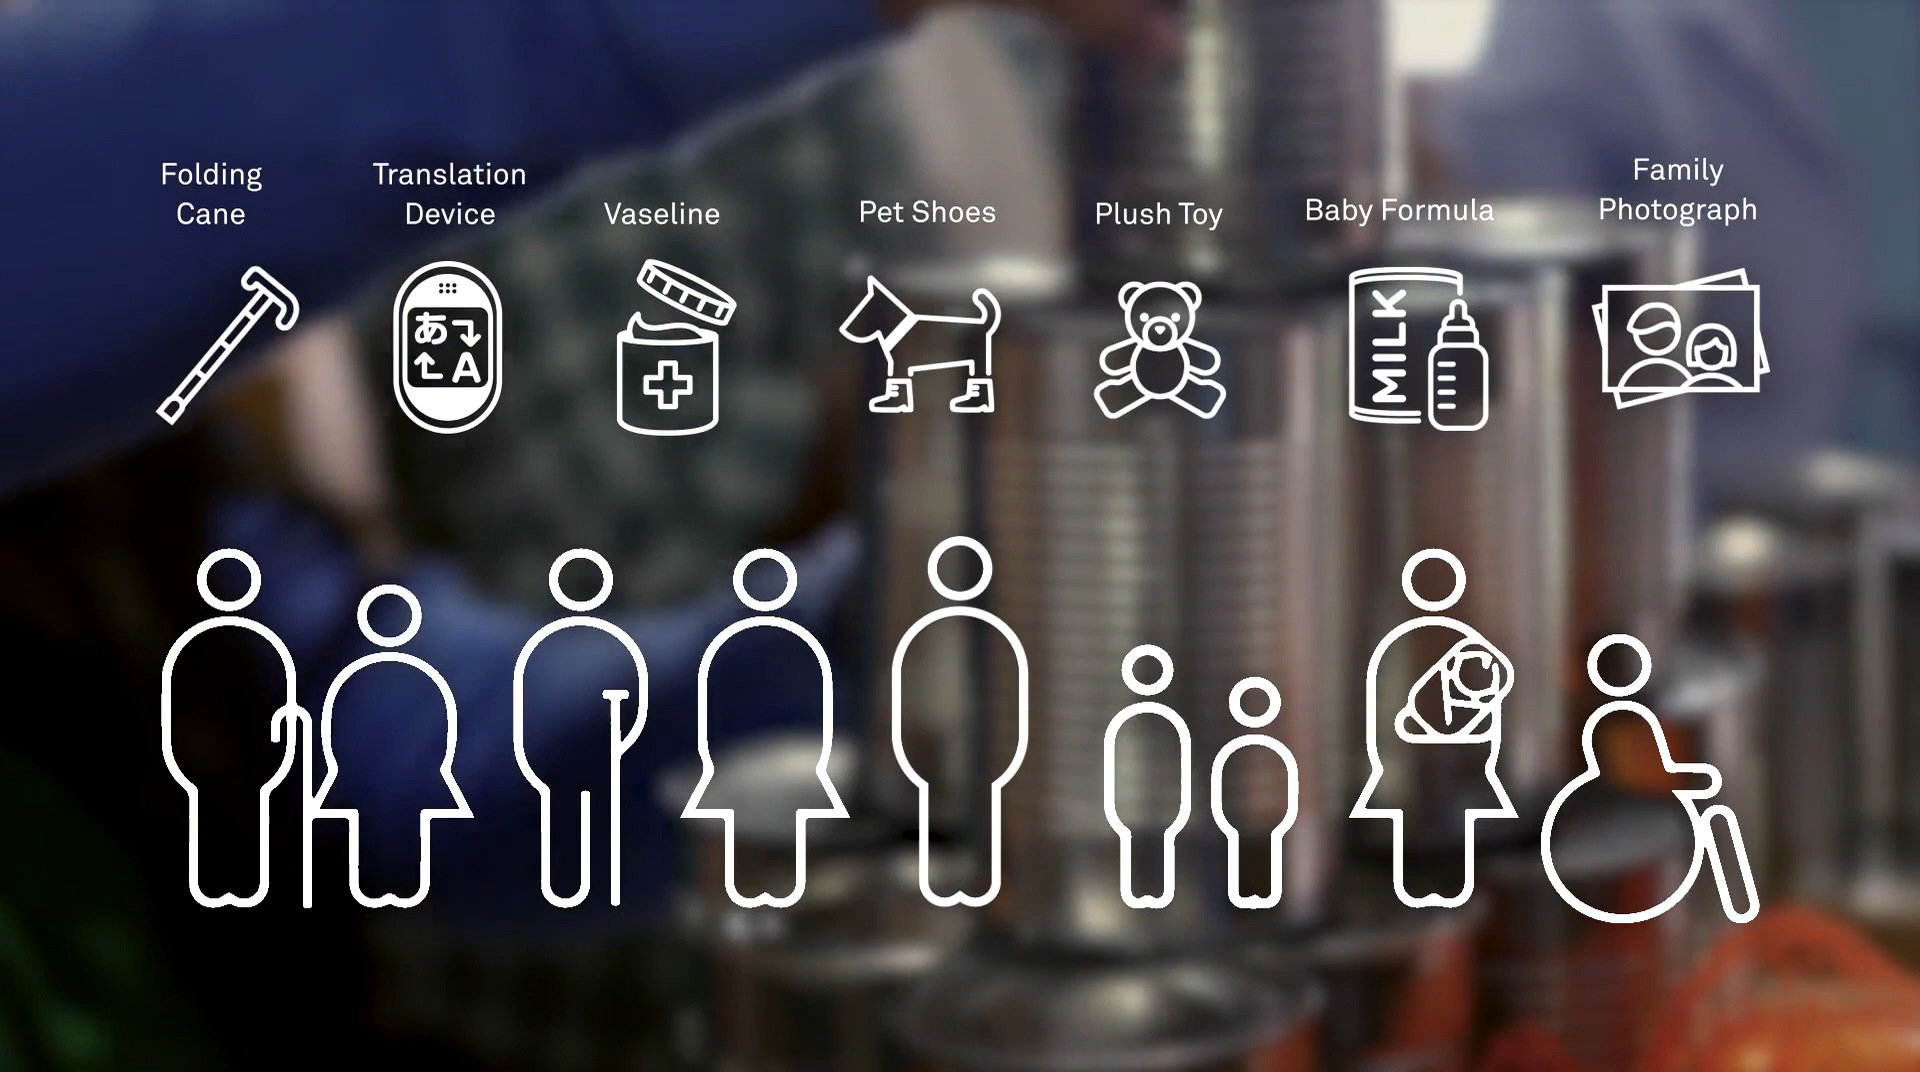 Folding
Cane
Translation
Device
Vaseline
Pet Shoes
Plush Toy
Baby Formula
Family
Photograph
あ
A
MILK